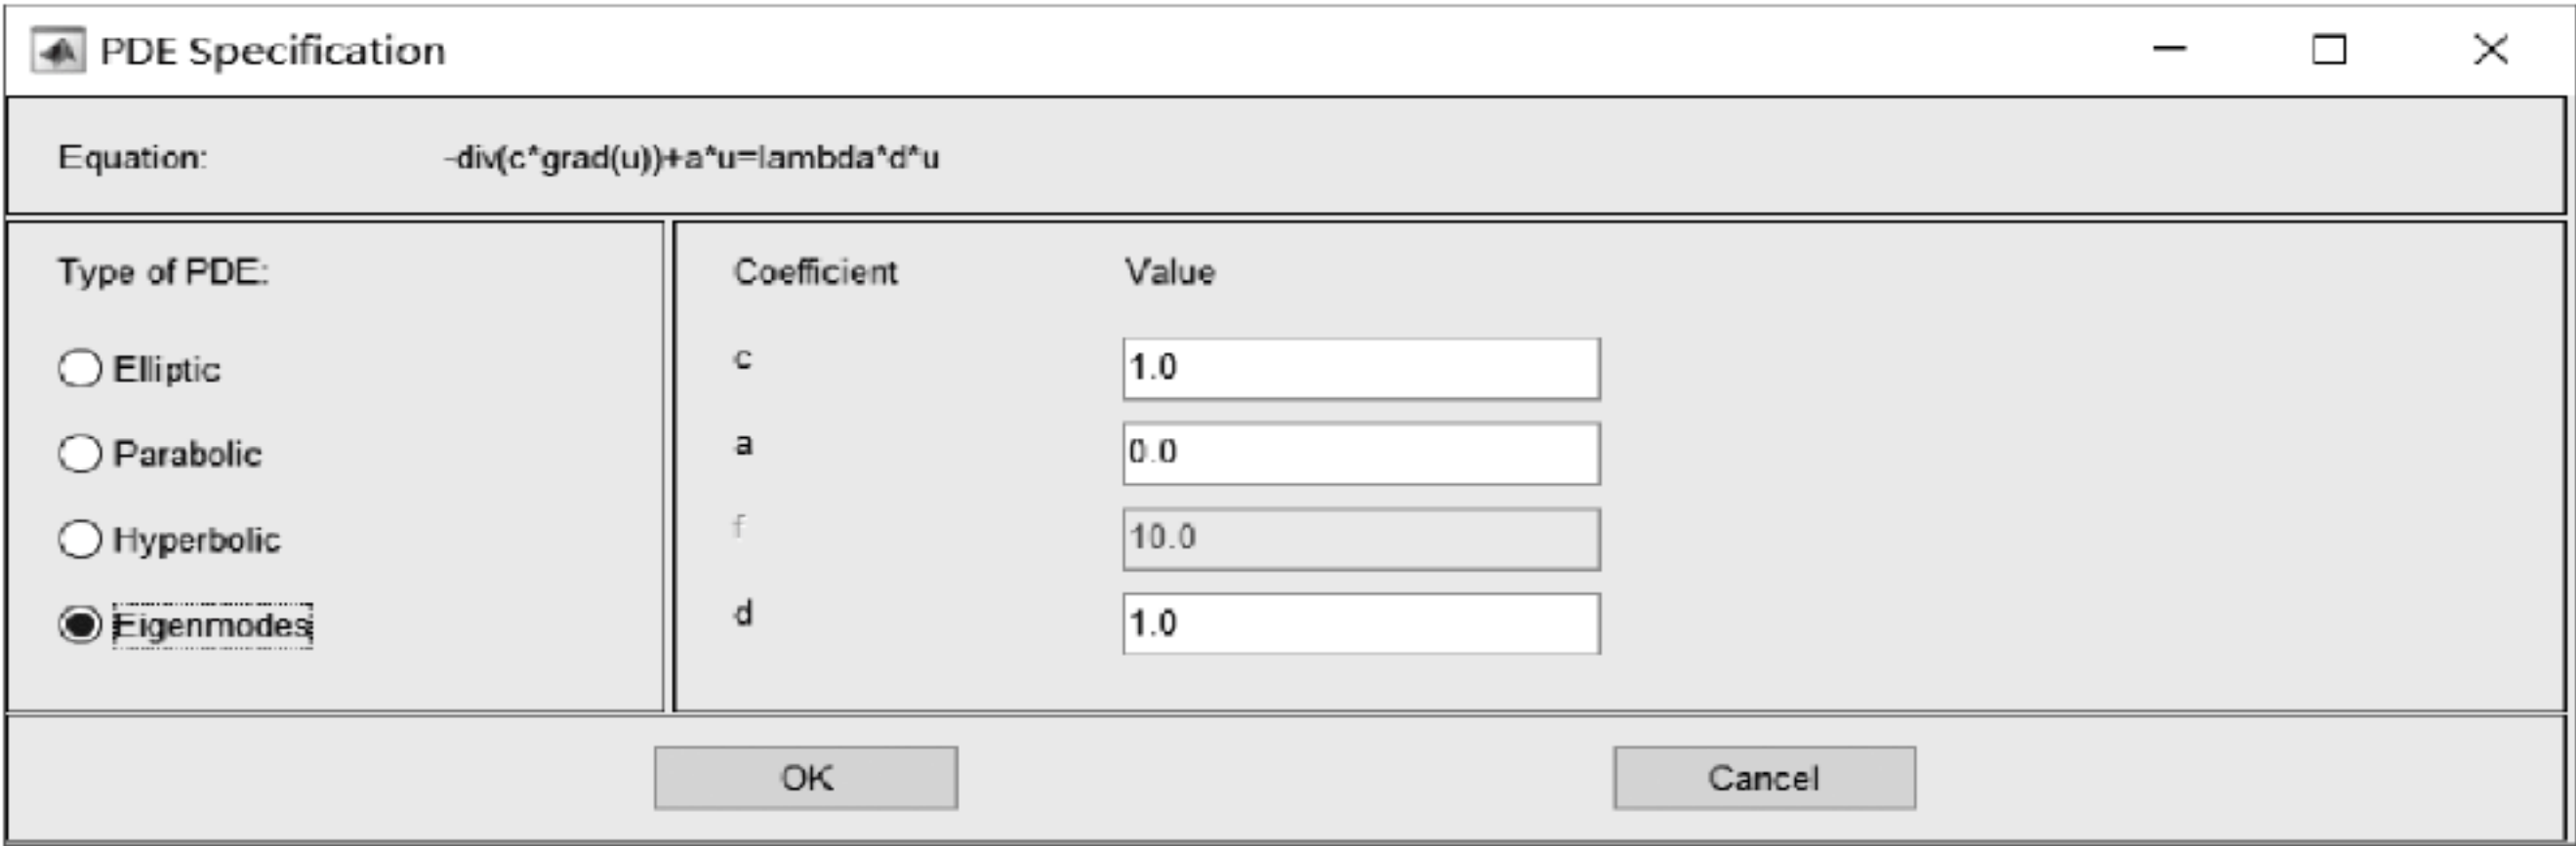 PDE Specification
Equation: -div(c*grad(u))+a*u=lambda*d*u
Type of PDE:
Elliptic
Parabolic
Hyperbolic
Eigenmodes
Coefficient Value
c 1.0
a 0.0
f 10.0
d 1.0
OK Cancel